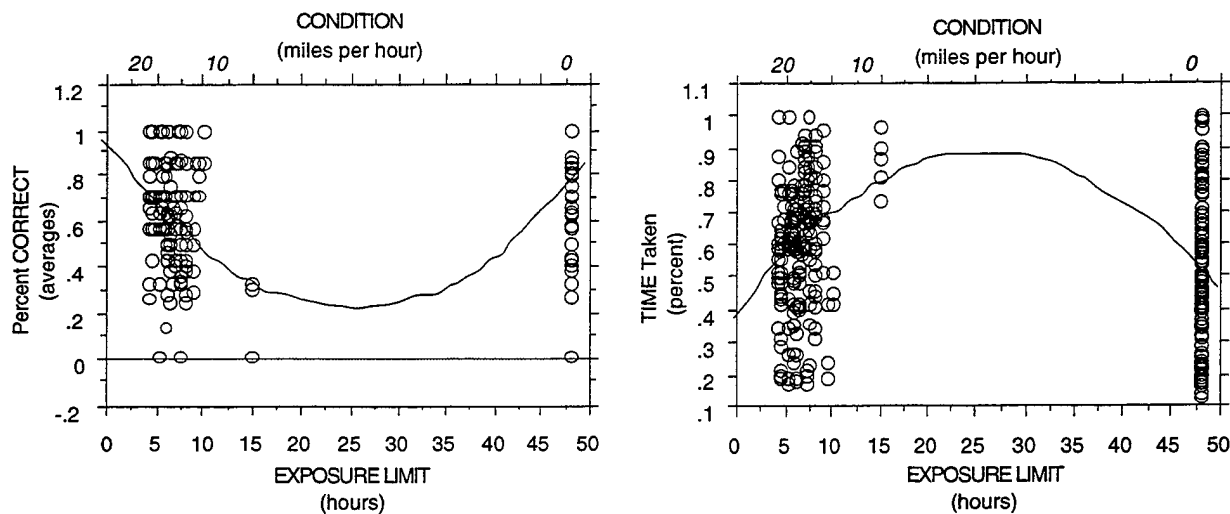 CONDITION
(miles per hour)
20 10 0
1.2
1
.8
.6
.4
.2
0
-.2
Percent CORRECT
(averages)
0 5 10 15 20 25 30 35 40 45 50
EXPOSURE LIMIT
(hours)
CONDITION
(miles per hour)
20 10 0
1.1
1
.9
.8
.7
.6
.5
.4
.3
.2
.1
TIME Taken
(percent)
0 5 10 15 20 25 30 35 40 45 50
EXPOSURE LIMIT
(hours)